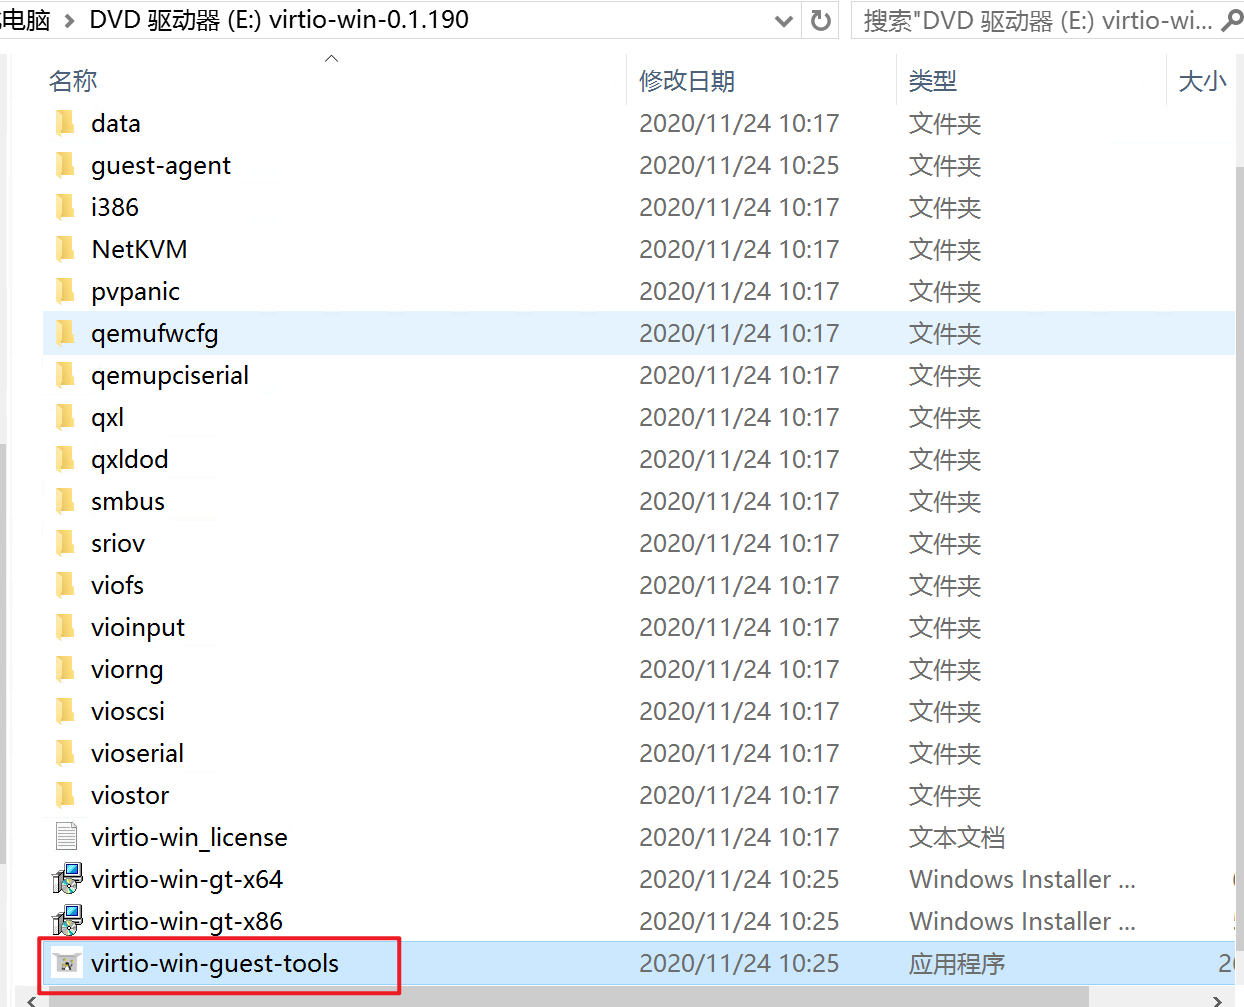 电脑 > DVD 驱动器 (E:) virtio-win-0.1.190 搜索"DVD 驱动器 (E:) virtio-wi...
名称 修改日期 类型 大小
data 2020/11/24 10:17 文件夹
guest-agent 2020/11/24 10:25 文件夹
i386 2020/11/24 10:17 文件夹
NetKVM 2020/11/24 10:17 文件夹
pvpanic 2020/11/24 10:17 文件夹
qemufwcfg 2020/11/24 10:17 文件夹
qemupciserial 2020/11/24 10:17 文件夹
qxl 2020/11/24 10:17 文件夹
qxldod 2020/11/24 10:17 文件夹
smbus 2020/11/24 10:17 文件夹
sriov 2020/11/24 10:17 文件夹
viofs 2020/11/24 10:17 文件夹
vioinput 2020/11/24 10:17 文件夹
viorng 2020/11/24 10:17 文件夹
vioscsi 2020/11/24 10:17 文件夹
vioserial 2020/11/24 10:17 文件夹
viostor 2020/11/24 10:17 文件夹
virtio-win_license 2020/11/24 10:17 文本文档
virtio-win-gt-x64 2020/11/24 10:25 Windows Installer ...
virtio-win-gt-x86 2020/11/24 10:25 Windows Installer ...
virtio-win-guest-tools 2020/11/24 10:25 应用程序